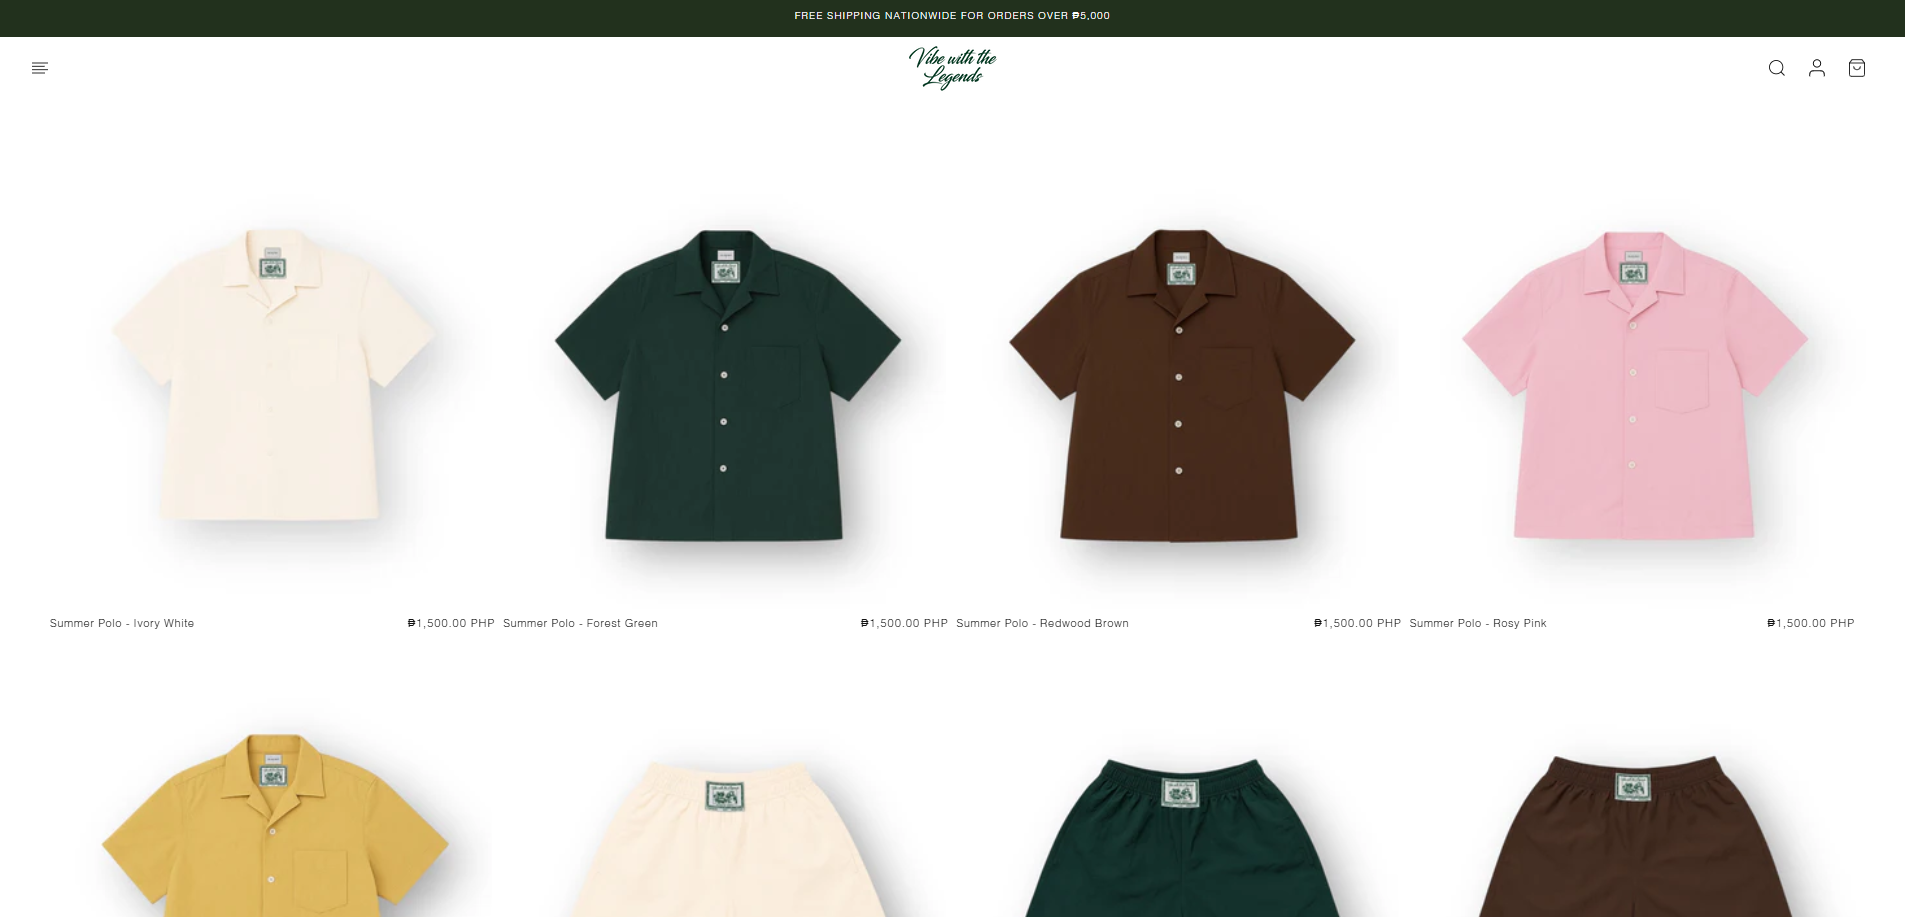 FREE SHIPPING NATIONWIDE FOR ORDERS OVER ₱5,000
Vibe with the
Legends
Summer Polo - Ivory White
₱1,500.00 PHP
Summer Polo - Forest Green
₱1,500.00 PHP
Summer Polo - Redwood Brown
₱1,500.00 PHP
Summer Polo - Rosy Pink
₱1,500.00 PHP